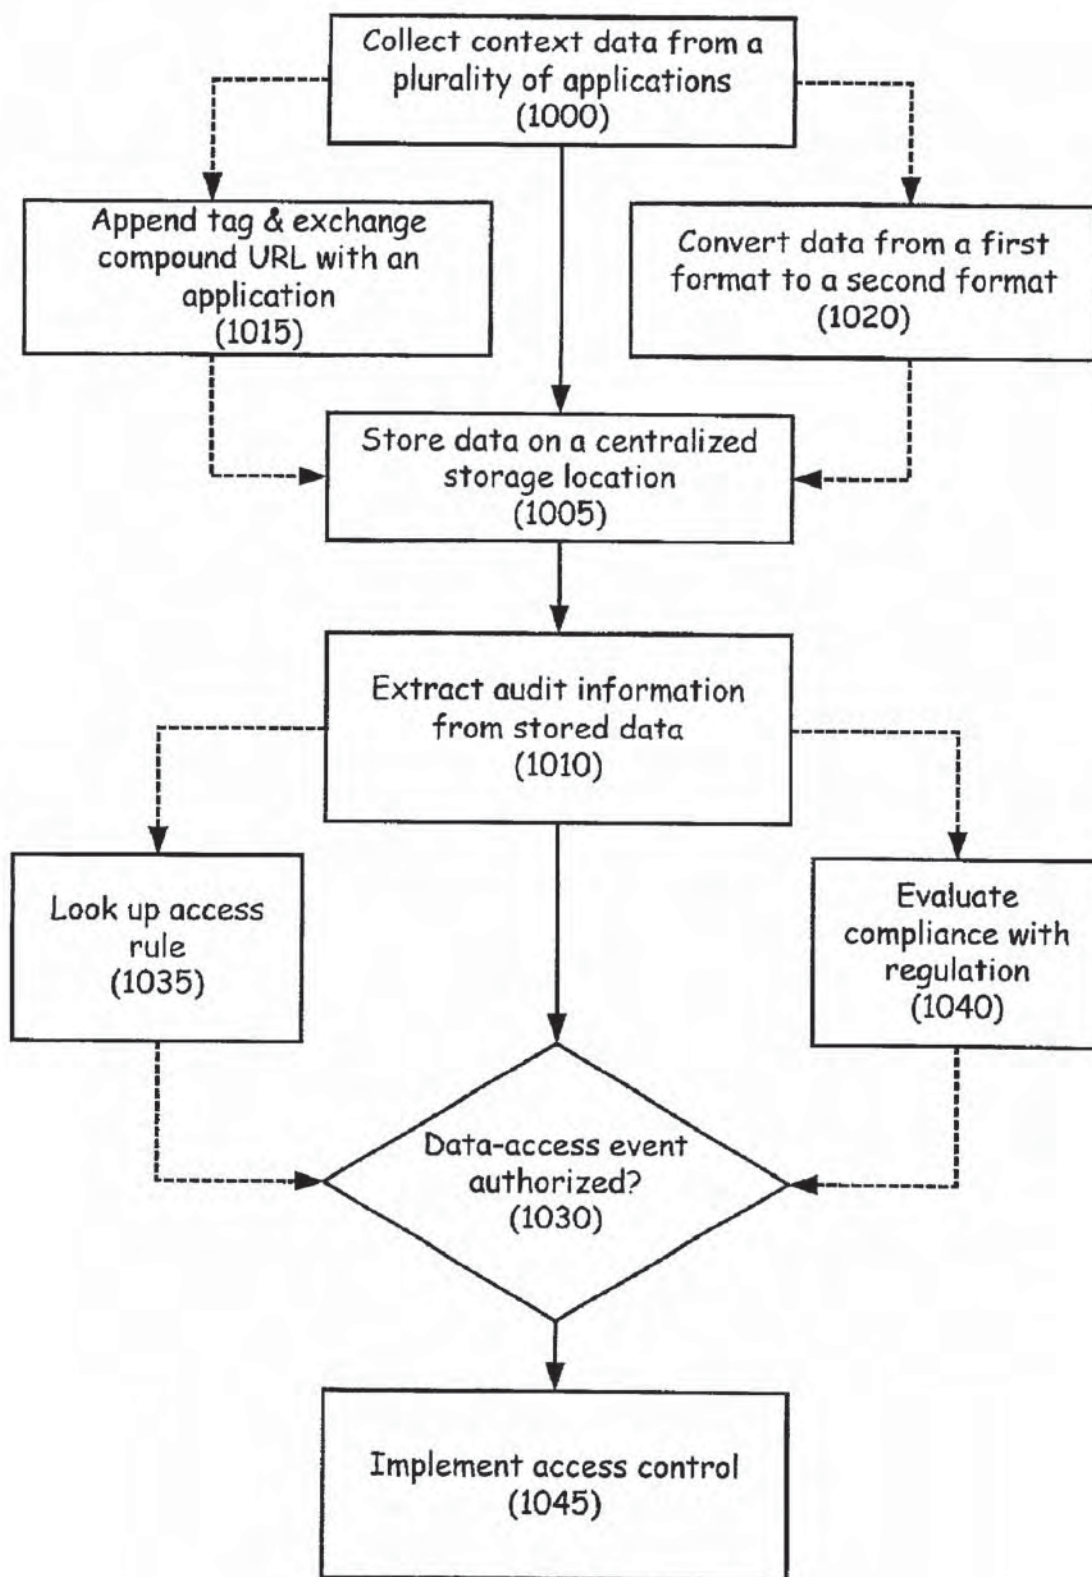 Collect context data from a
plurality of applications
(1000)
Append tag & exchange
compound URL with an
application
(1015)
Convert data from a first
format to a second format
(1020)
Store data on a centralized
storage location
(1005)
Extract audit information
from stored data
(1010)
Look up access
rule
(1035)
Evaluate
compliance with
regulation
(1040)
Data-access event
authorized?
(1030)
Implement access control
(1045)